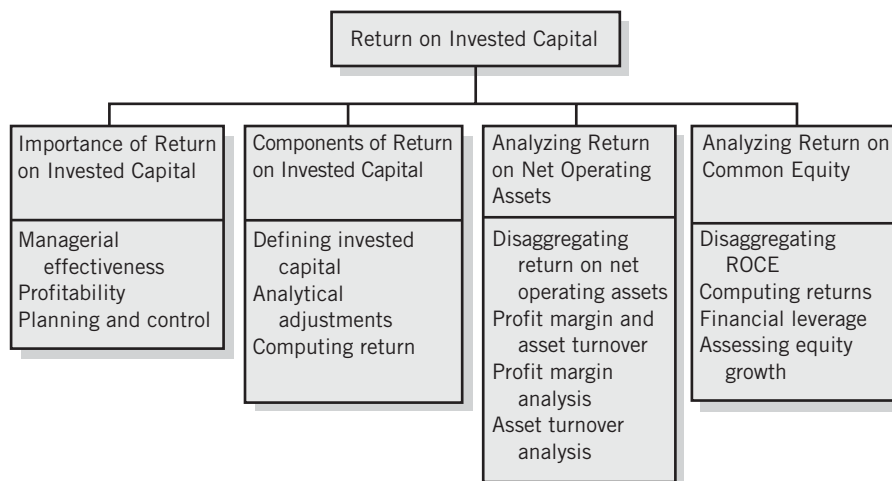 Return on Invested Capital
Importance of Return
on Invested Capital
Managerial
effectiveness
Profitability
Planning and control
Components of Return
on Invested Capital
Defining invested
capital
Analytical
adjustments
Computing return
Analyzing Return
on Net Operating
Assets
Disaggregating
return on net
operating assets
Profit margin and
asset turnover
Profit margin
analysis
Asset turnover
analysis
Analyzing Return on
Common Equity
Disaggregating
ROCE
Computing returns
Financial leverage
Assessing equity
growth